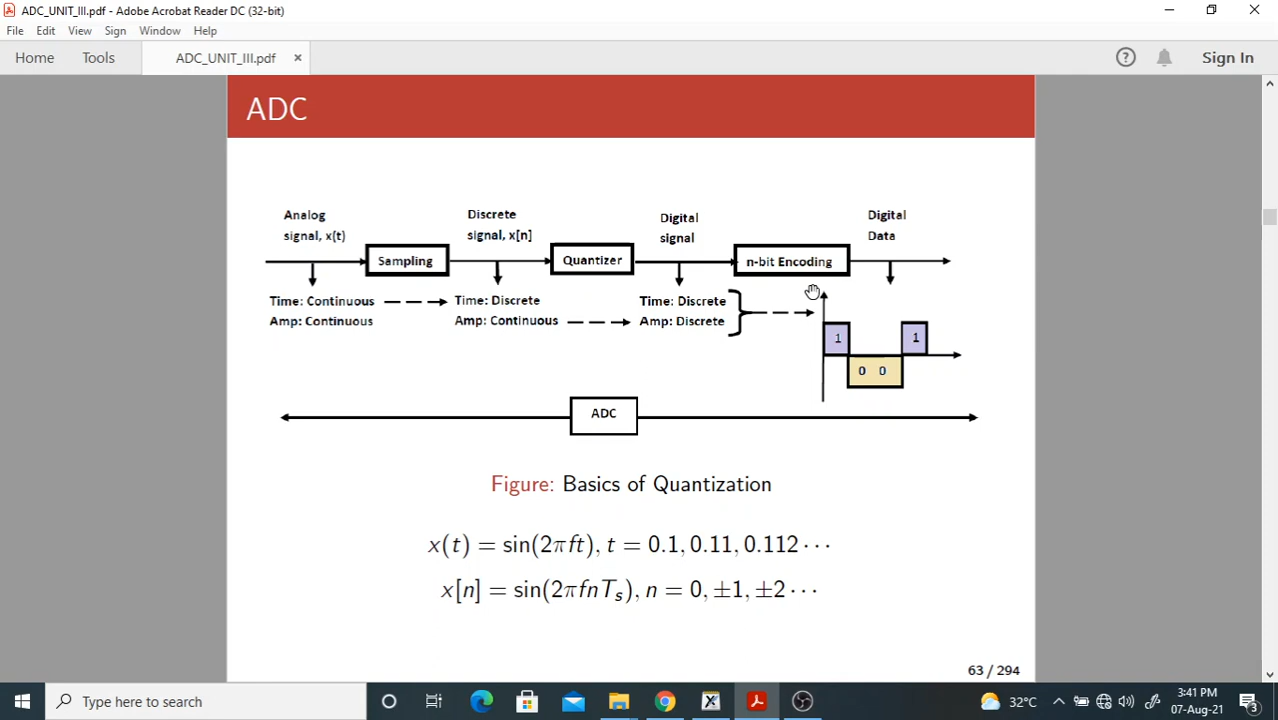 ADC_UNIT_III.pdf - Adobe Acrobat Reader DC (32-bit)
File Edit View Sign Window Help
Home Tools ADC_UNIT_III.pdf × Sign In
ADC
Analog
signal, x(t)
Sampling
Discrete
signal, x[n]
Quantizer
Digital
signal
n-bit Encoding
Digital
Data
Time: Continuous
Amp: Continuous
Time: Discrete
Amp: Continuous
Time: Discrete
Amp: Discrete
1
0 0
1
ADC
Figure: Basics of Quantization
x(t) = sin(2πft), t = 0.1, 0.11, 0.112 ···
x[n] = sin(2πfnTₛ), n = 0, ±1, ±2 ···
63 / 294
Type here to search
32°C
3:41 PM
07-Aug-21
3